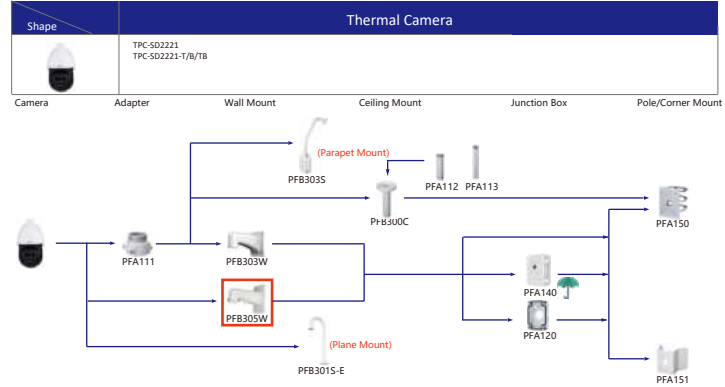 Shape
Thermal Camera
TPC-SD2221
TPC-SD2221-T/B/TB
Camera
Adapter
Wall Mount
Ceiling Mount
Junction Box
Pole/Corner Mount
(Parapet Mount)
PFB303S
PFA112
PFA113
PFB300C
PFA150
PFA111
PFB303W
PFA140
PFB305W
PFA120
(Plane Mount)
PFB301S-E
PFA151